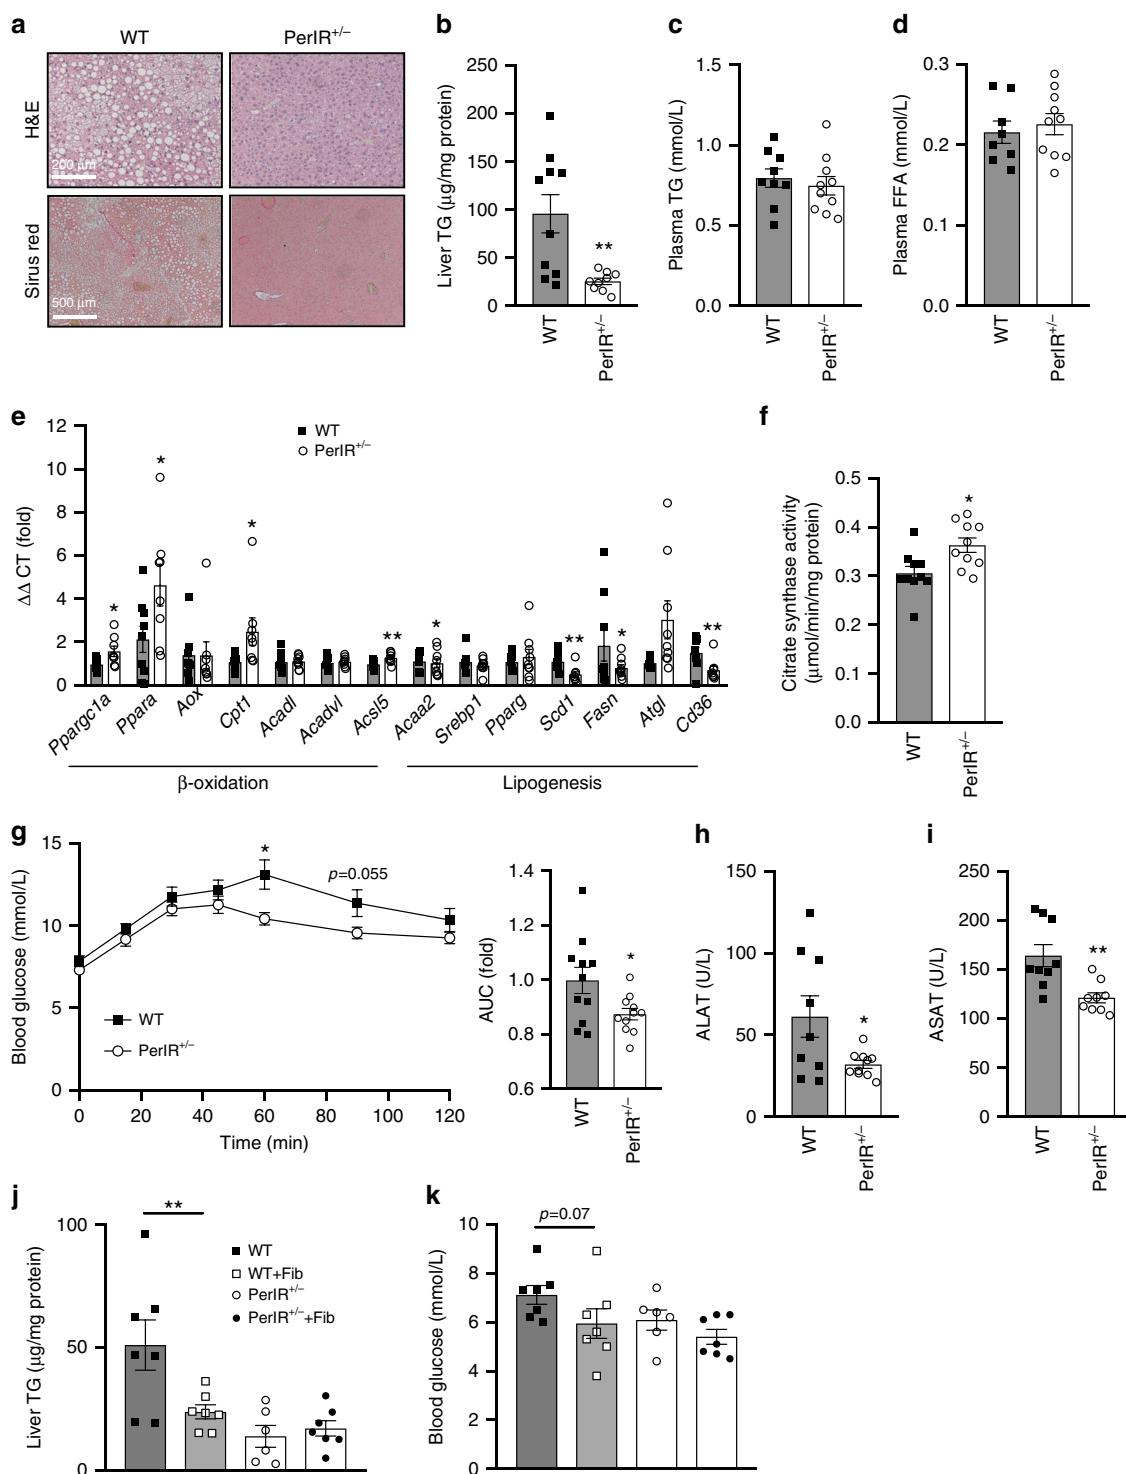 a
WT
PerIR+/−
H&E
200 μm
Sirus red
500 μm
b
Liver TG (μg/mg protein)
250
200
150
100
50
0
**
WT
PerIR+/−
c
Plasma TG (mmol/L)
1.5
1.0
0.5
0.0
WT
PerIR+/−
d
Plasma FFA (mmol/L)
0.3
0.2
0.1
0.0
WT
PerIR+/−
e
ΔΔ CT (fold)
12
10
8
6
4
2
0
WT
PerIR+/−
* * * ** * ** * **
Ppargc1a
Ppara
Aox
Cpt1
Acadl
Acadvl
Acsl5
Acaa2
Srebp1
Pparg
Scd1
Fasn
Atgl
Cd36
β-oxidation
Lipogenesis
f
Citrate synthase activity
(μmol/min/mg protein)
0.5
0.4
0.3
0.2
0.1
0.0
*
WT
PerIR+/−
g
Blood glucose (mmol/L)
15
10
5
0
*
p=0.055
WT
PerIR+/−
0 20 40 60 80 100 120
Time (min)
AUC (fold)
1.4
1.2
1.0
0.8
0.6
*
WT
PerIR+/−
h
ALAT (U/L)
150
100
50
0
*
WT
PerIR+/−
i
ASAT (U/L)
250
200
150
100
50
0
**
WT
PerIR+/−
j
Liver TG (μg/mg protein)
100
50
0
**
WT
WT+Fib
PerIR+/−
PerIR+/−+Fib
k
Blood glucose (mmol/L)
10
8
6
4
2
0
p=0.07